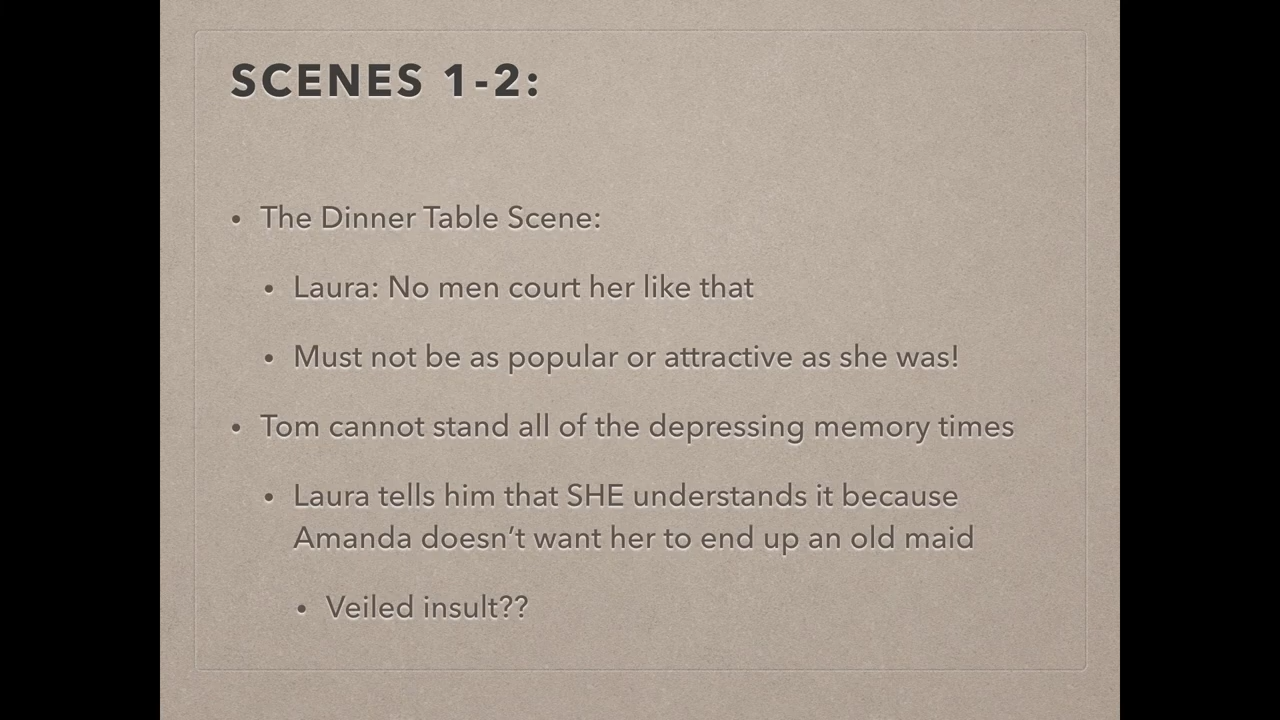 SCENES 1-2:
• The Dinner Table Scene:
• Laura: No men court her like that
• Must not be as popular or attractive as she was!
• Tom cannot stand all of the depressing memory times
• Laura tells him that SHE understands it because
Amanda doesn’t want her to end up an old maid
• Veiled insult??